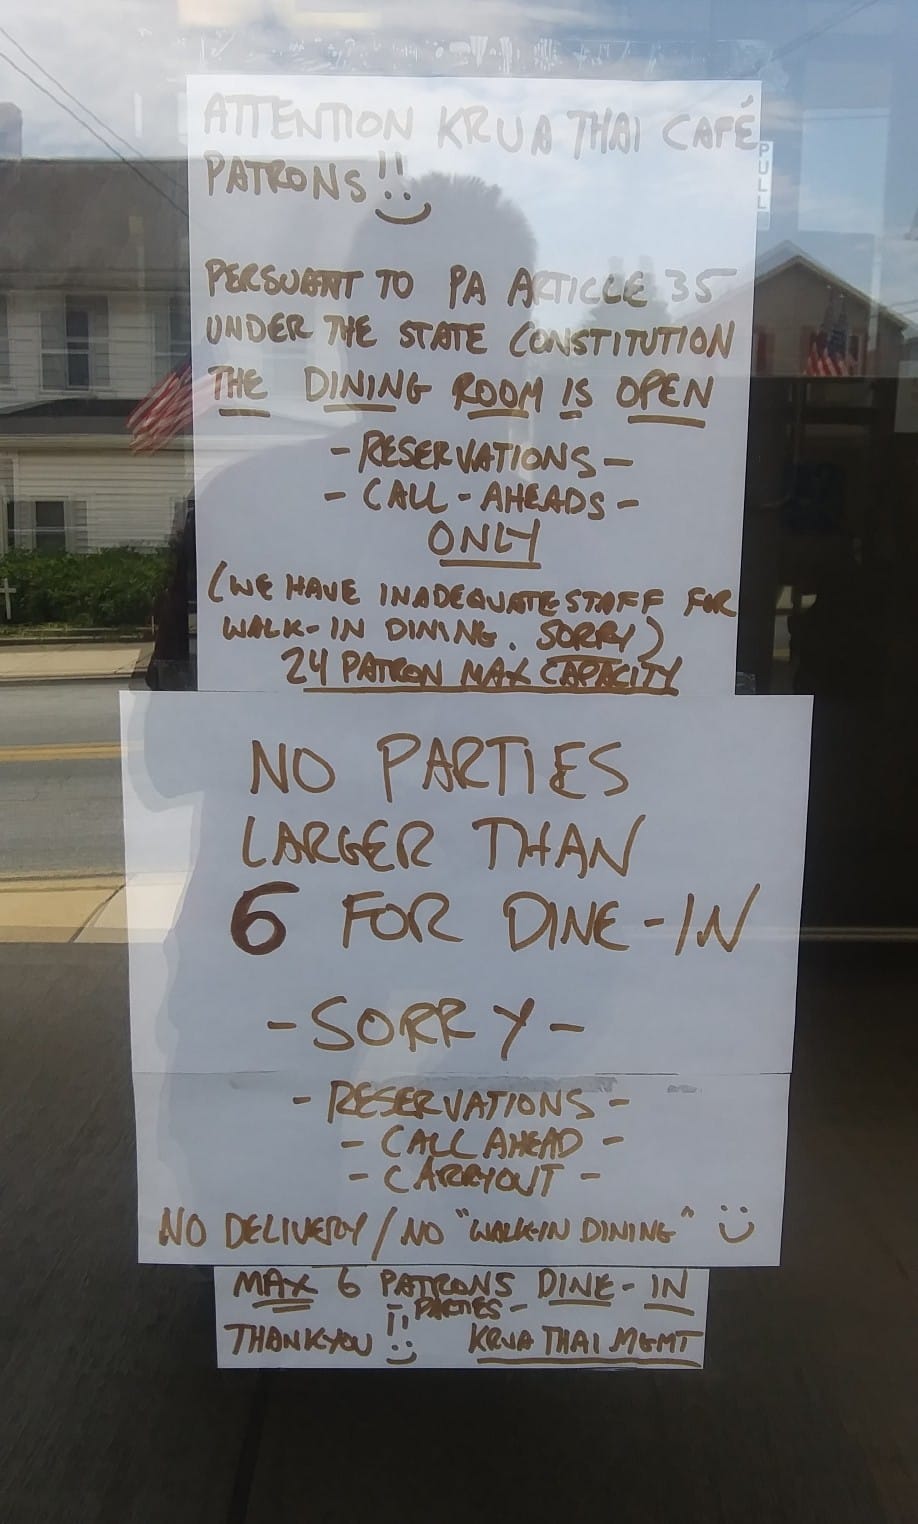 ATTENTION KRUA THAI CAFÉ
PATRONS!!
PERSUANT TO PA ARTICLE 35
UNDER THE STATE CONSTITUTION
THE DINING ROOM IS OPEN
- RESERVATIONS -
- CALL-AHEADS -
ONLY
(WE HAVE INADEQUATE STAFF FOR
WALK-IN DINING. SORRY)
24 PATRON MAX CAPACITY
NO PARTIES
LARGER THAN
6 FOR DINE-IN
- SORRY -
- RESERVATIONS -
- CALL AHEAD -
- CARRYOUT -
NO DELIVERY / NO "WALK-IN DINING"
MAX 6 PATRONS DINE-IN
- PARTIES -
THANK YOU !! KRUA THAI MGMT
PULL